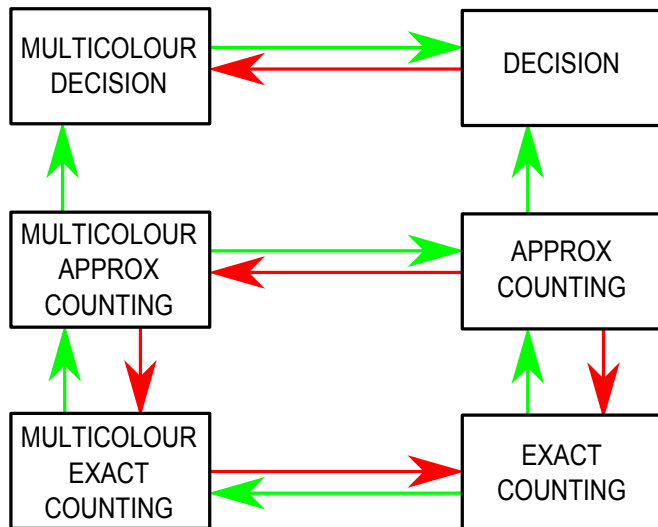 MULTICOLOUR
DECISION
DECISION
MULTICOLOUR
APPROX
COUNTING
APPROX
COUNTING
MULTICOLOUR
EXACT
COUNTING
EXACT
COUNTING